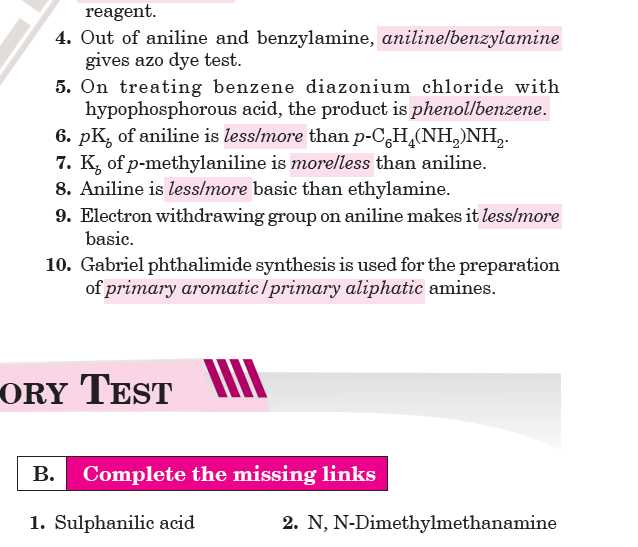 reagent.
4. Out of aniline and benzylamine, aniline/benzylamine
gives azo dye test.
5. On treating benzene diazonium chloride with
hypophosphorous acid, the product is phenol/benzene.
6. pK_b of aniline is less/more than p-C₆H₄(NH₂)NH₂.
7. K_b of p-methylaniline is more/less than aniline.
8. Aniline is less/more basic than ethylamine.
9. Electron withdrawing group on aniline makes it less/more
basic.
10. Gabriel phthalimide synthesis is used for the preparation
of primary aromatic/primary aliphatic amines.
ORY TEST
B. Complete the missing links
1. Sulphanilic acid 2. N, N-Dimethylmethanamine